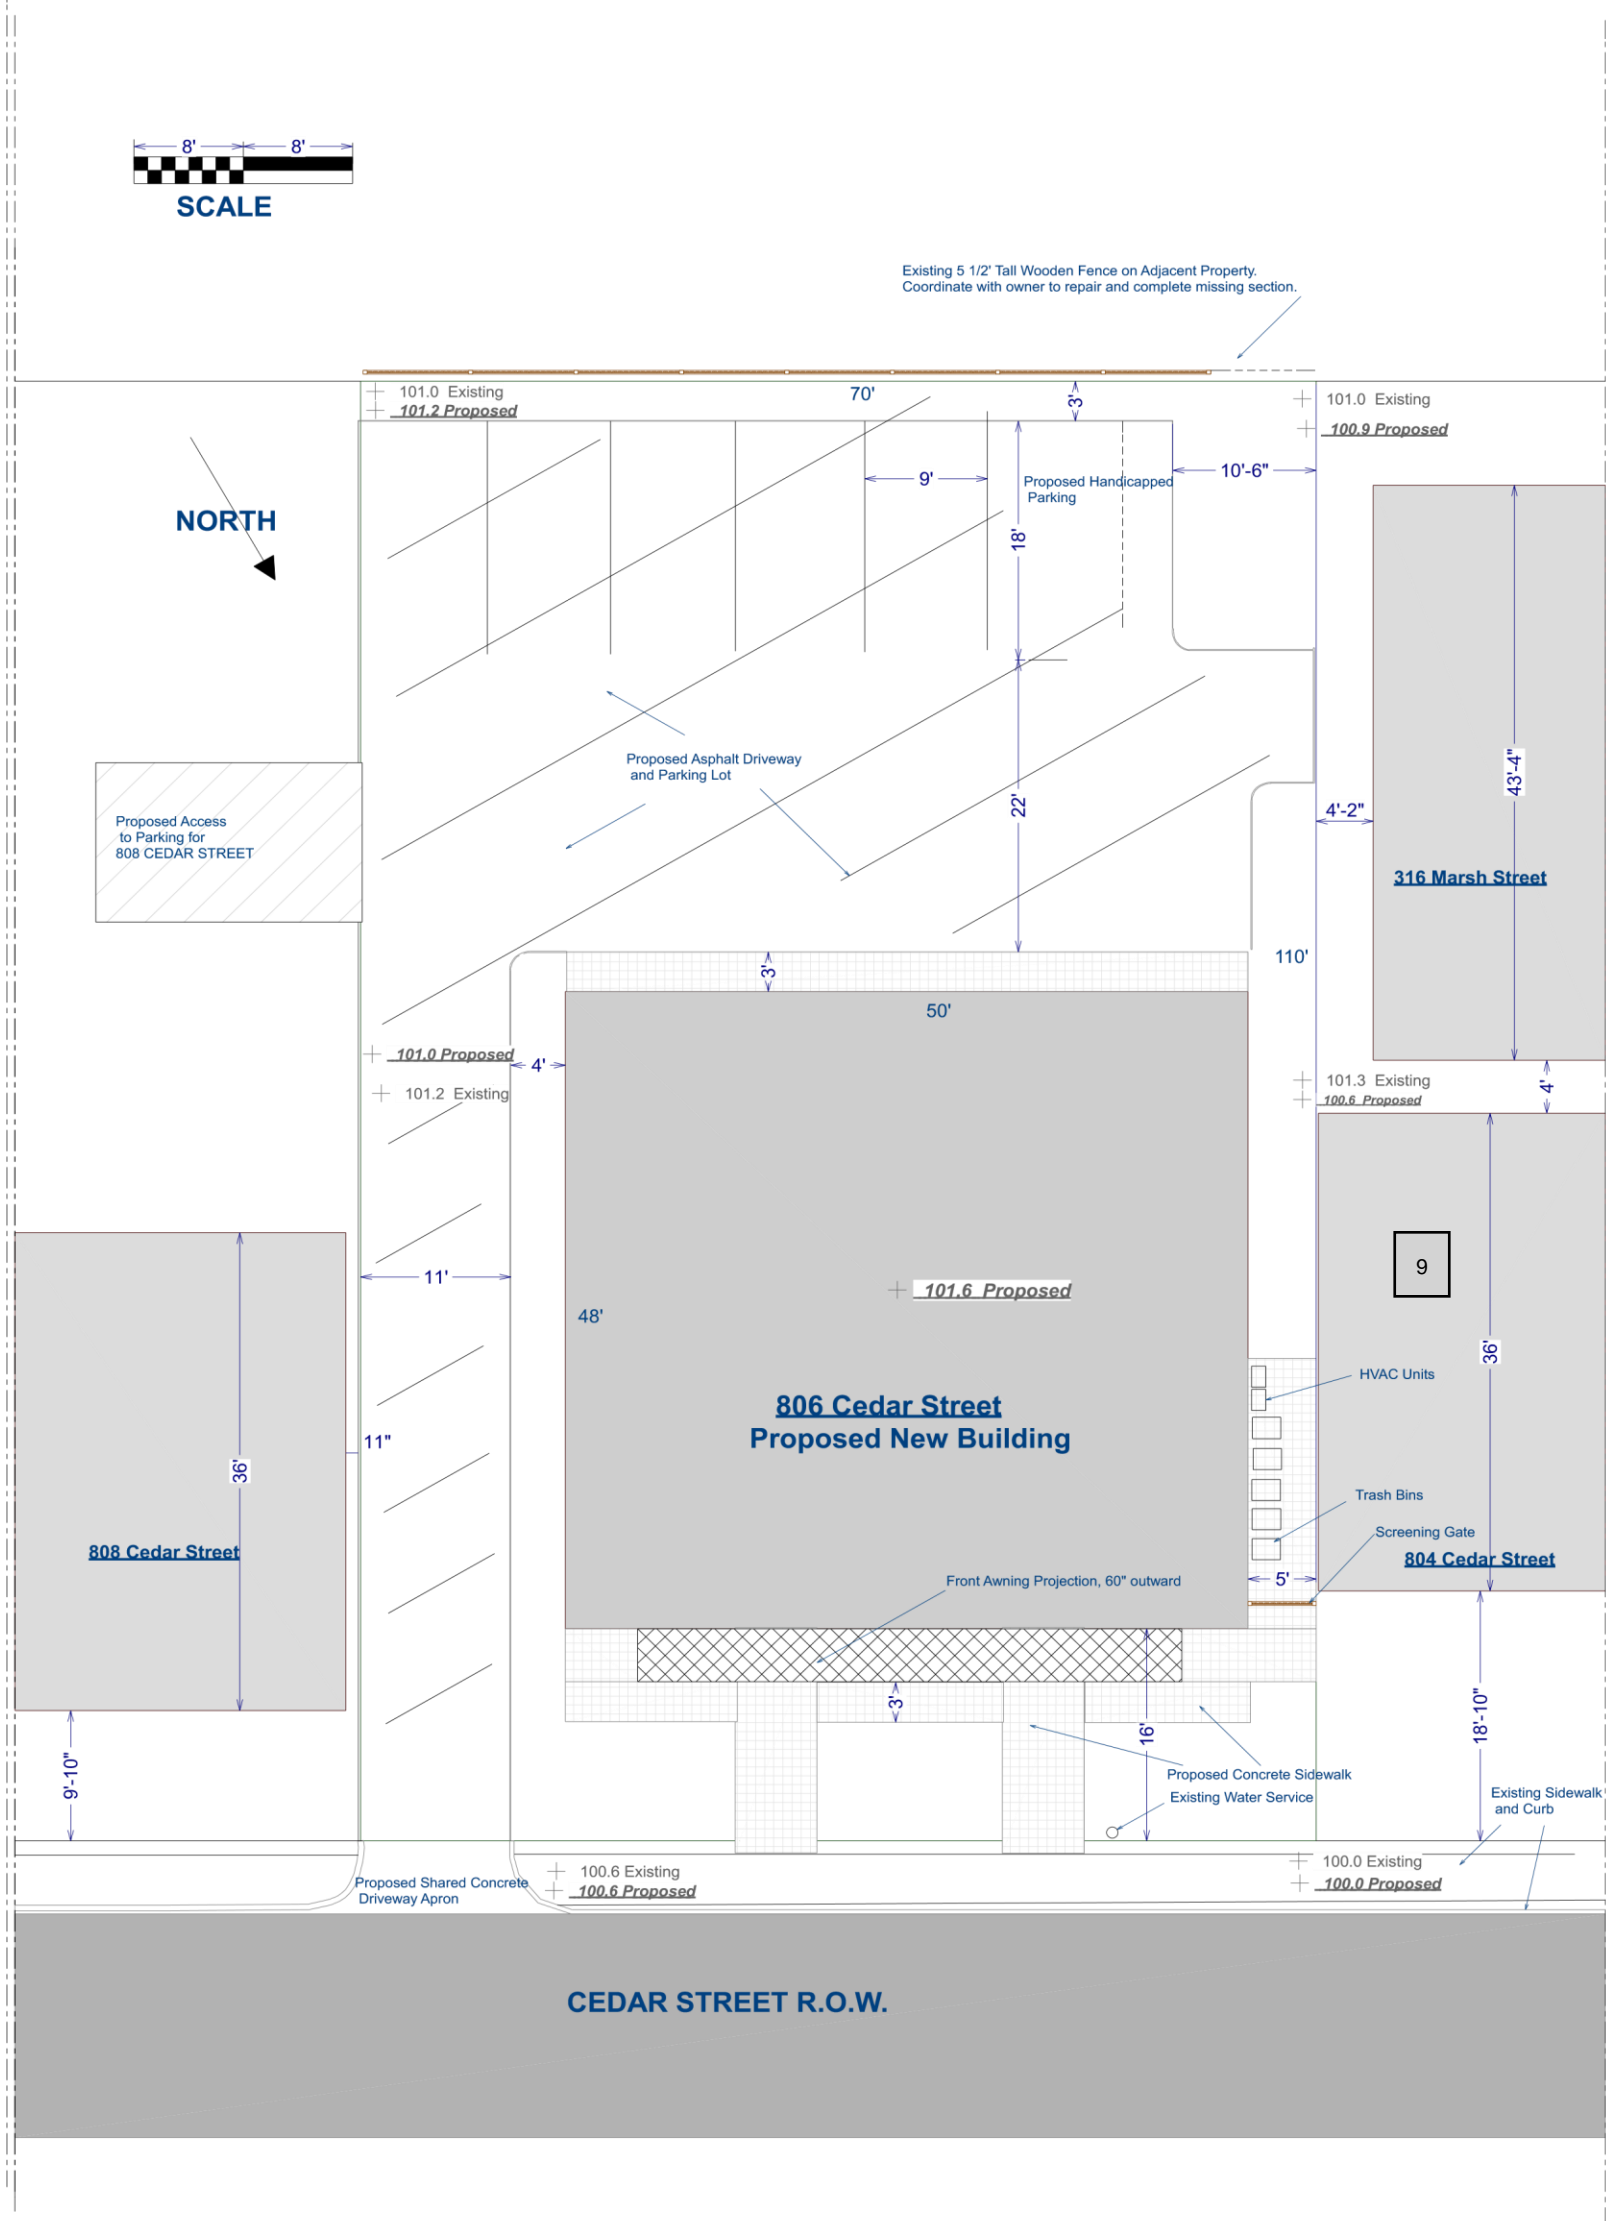 8' 8'
SCALE
Existing 5 1/2' Tall Wooden Fence on Adjacent Property.
Coordinate with owner to repair and complete missing section.
101.0 Existing
101.2 Proposed
70'
3'
101.0 Existing
100.9 Proposed
9'
Proposed Handicapped
Parking
10'-6"
NORTH
18'
Proposed Asphalt Driveway
and Parking Lot
43'-4"
22'
4'-2"
Proposed Access
to Parking for
808 CEDAR STREET
316 Marsh Street
110'
3'
50'
101.0 Proposed
4'
101.2 Existing
101.3 Existing
100.6 Proposed
4'
9
11'
101.6 Proposed
48'
36'
HVAC Units
806 Cedar Street
Proposed New Building
11"
36'
Trash Bins
Screening Gate
808 Cedar Street
804 Cedar Street
Front Awning Projection, 60" outward
5'
3'
16'
18'-10"
9'-10"
Proposed Concrete Sidewalk
Existing Water Service
Existing Sidewalk
and Curb
100.6 Existing
100.6 Proposed
100.0 Existing
100.0 Proposed
Proposed Shared Concrete
Driveway Apron
CEDAR STREET R.O.W.